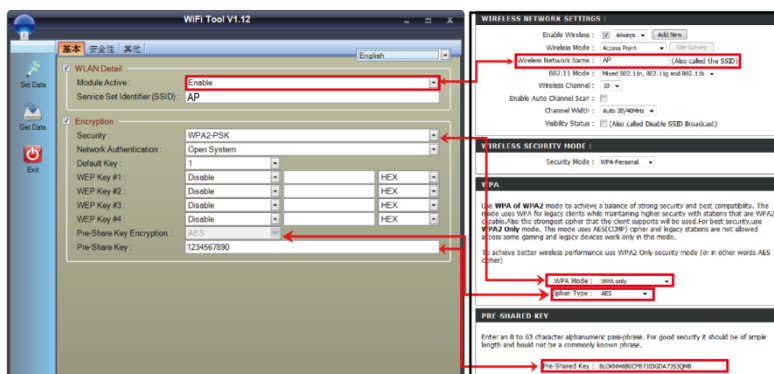 WiFi Tool V1.12
基本 安全性 其他
English
Set Data
Get Data
Exit
WLAN Detail
Module Active : Enable
Service Set Identifier (SSID) : AP
Encryption
Security : WPA2-PSK
Network Authentication : Open System
Default Key : 1
WEP Key #1 : Disable HEX
WEP Key #2 : Disable HEX
WEP Key #3 : Disable HEX
WEP Key #4 : Disable HEX
Pre-Share Key Encryption : AES
Pre-Share Key : 1234567890
WIRELESS NETWORK SETTINGS :
Enable Wireless : Always Add New
Wireless Mode : Access Point Site Survey
Wireless Network Name : AP (Also called the SSID)
802.11 Mode : Mixed 802.11n, 802.11g and 802.11b
Wireless Channel : 10
Enable Auto Channel Scan :
Channel Width : Auto 20/40MHz
Visibility Status : (Also called Disable SSID Broadcast)
WIRELESS SECURITY MODE :
Security Mode : WPA-Personal
WPA
Use WPA of WPA2 mode to achieve a balance of strong security and best compatibility. This
mode uses WPA for legacy clients while maintaning higher security with stations that are WPA2
capable.Also the strongest cipher that the client supports will be used.For best security,use
WPA2 Only mode. This mode uses AES(CCMP) cipher and legacy stations are not allowed
access some gaming and legacy devices work only in this mode.
To achieve better wireless performance use WPA2 Only security mode (or in other words AES
cipher)
WPA Mode : WPA only
Cipher Type : AES
PRE-SHARED KEY
Enter an 8 to 63 character alphanumeric pass-phrase. For good security it should be of ample
length and hould not be a commonly known phrase.
Pre-Shared Key :